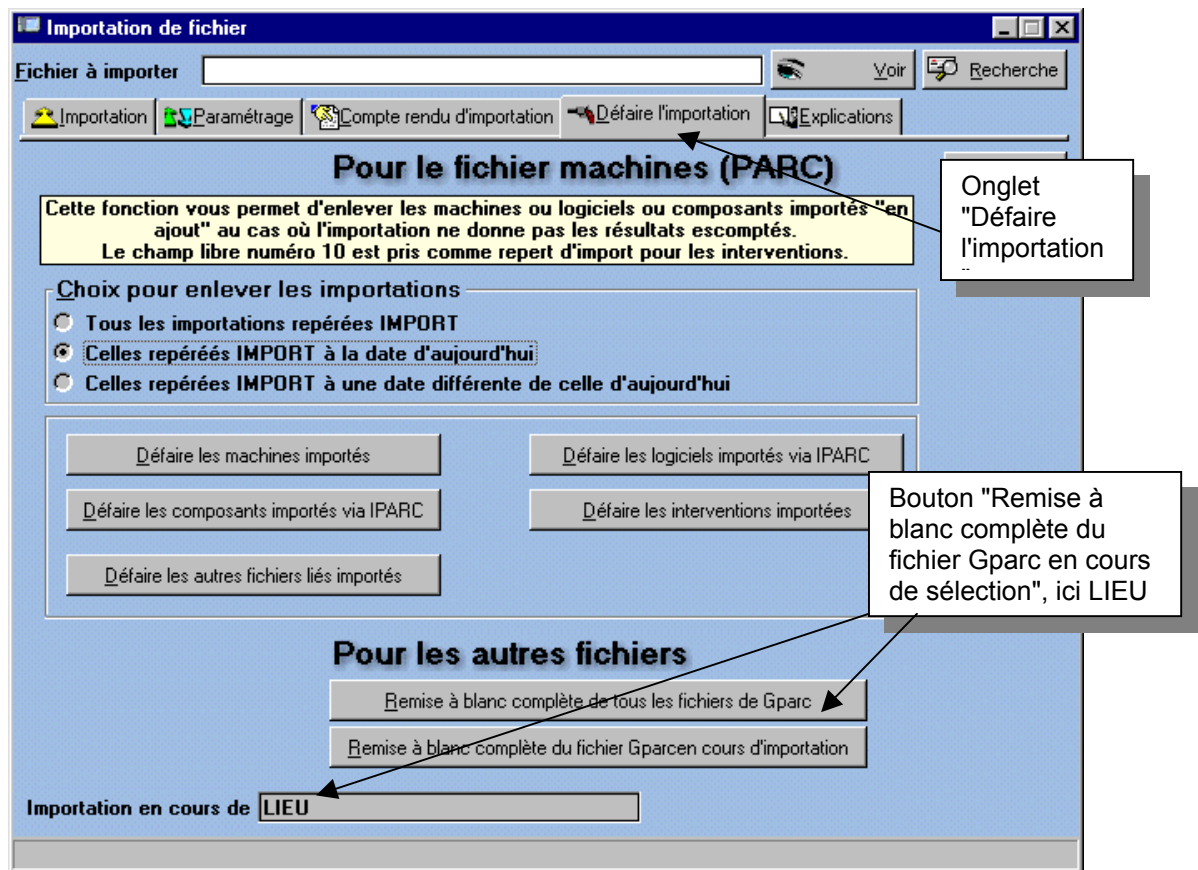 Importation de fichier
Fichier à importer
Voir
Recherche
Importation
Paramétrage
Compte rendu d'importation
Défaire l'importation
Explications
Pour le fichier machines (PARC)
Onglet
"Défaire
l'importation
"
Cette fonction vous permet d'enlever les machines ou logiciels ou composants importés "en
ajout" au cas où l'importation ne donne pas les résultats escomptés.
Le champ libre numéro 10 est pris comme repert d'import pour les interventions.
Choix pour enlever les importations
Tous les importations repérées IMPORT
Celles repéréés IMPORT à la date d'aujourd'hui
Celles repérées IMPORT à une date différente de celle d'aujourd'hui
Défaire les machines importés
Défaire les logiciels importés via IPARC
Défaire les composants importés via IPARC
Défaire les interventions importées
Défaire les autres fichiers liés importés
Bouton "Remise à
blanc complète du
fichier Gparc en cours
de sélection", ici LIEU
Pour les autres fichiers
Remise à blanc complète de tous les fichiers de Gparc
Remise à blanc complète du fichier Gparcen cours d'importation
Importation en cours de LIEU